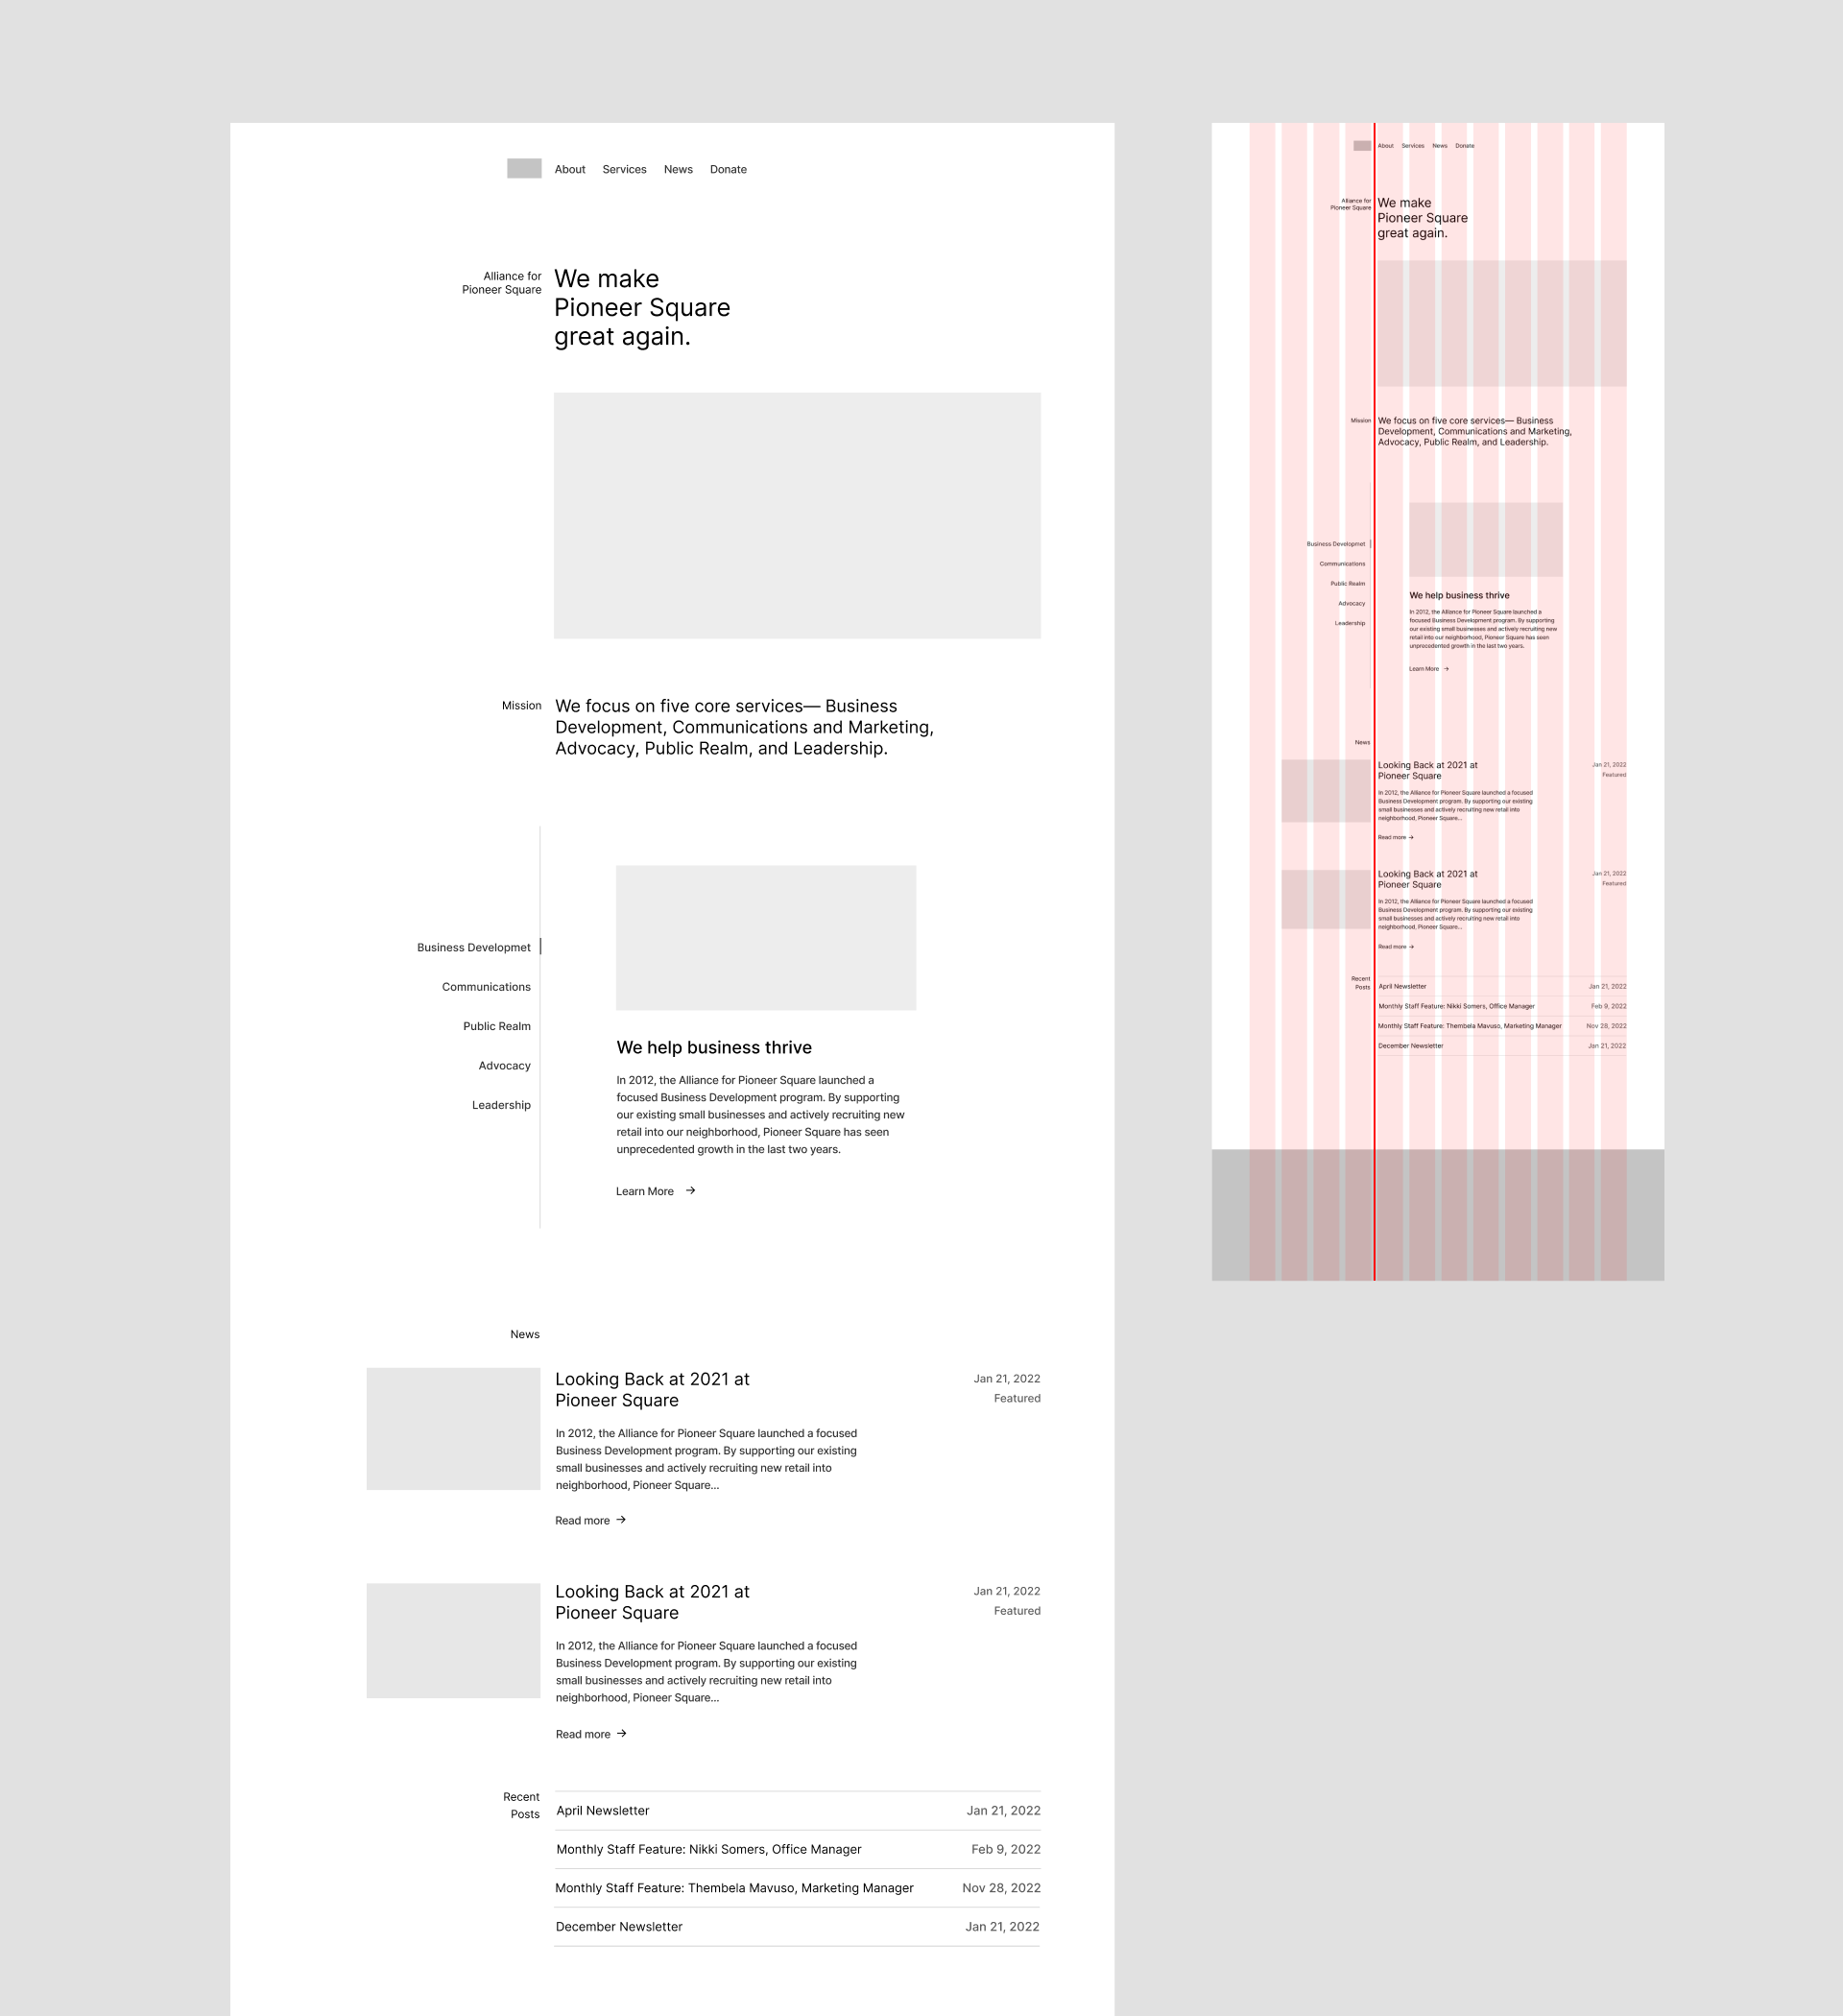 About Services News Donate
Alliance for
Pioneer Square
We make
Pioneer Square
great again.
Mission
We focus on five core services— Business
Development, Communications and Marketing,
Advocacy, Public Realm, and Leadership.
Business Developmet
Communications
Public Realm
Advocacy
Leadership
We help business thrive
In 2012, the Alliance for Pioneer Square launched a
focused Business Development program. By supporting
our existing small businesses and actively recruiting new
retail into our neighborhood, Pioneer Square has seen
unprecedented growth in the last two years.
Learn More →
News
Looking Back at 2021 at
Pioneer Square
Jan 21, 2022
Featured
In 2012, the Alliance for Pioneer Square launched a focused
Business Development program. By supporting our existing
small businesses and actively recruiting new retail into
neighborhood, Pioneer Square...
Read more →
Looking Back at 2021 at
Pioneer Square
Jan 21, 2022
Featured
In 2012, the Alliance for Pioneer Square launched a focused
Business Development program. By supporting our existing
small businesses and actively recruiting new retail into
neighborhood, Pioneer Square...
Read more →
Recent
Posts
April Newsletter Jan 21, 2022
Monthly Staff Feature: Nikki Somers, Office Manager Feb 9, 2022
Monthly Staff Feature: Thembela Mavuso, Marketing Manager Nov 28, 2022
December Newsletter Jan 21, 2022
About Services News Donate
Alliance for
Pioneer Square
We make
Pioneer Square
great again.
Mission
We focus on five core services— Business
Development, Communications and Marketing,
Advocacy, Public Realm, and Leadership.
Business Developmet
Communications
Public Realm
Advocacy
Leadership
We help business thrive
In 2012, the Alliance for Pioneer Square launched a
focused Business Development program. By supporting
our existing small businesses and actively recruiting new
retail into our neighborhood, Pioneer Square has seen
unprecedented growth in the last two years.
Learn More →
News
Looking Back at 2021 at
Pioneer Square
Jan 21, 2022
Featured
In 2012, the Alliance for Pioneer Square launched a focused
Business Development program. By supporting our existing
small businesses and actively recruiting new retail into
neighborhood, Pioneer Square...
Read more →
Looking Back at 2021 at
Pioneer Square
Jan 21, 2022
Featured
In 2012, the Alliance for Pioneer Square launched a focused
Business Development program. By supporting our existing
small businesses and actively recruiting new retail into
neighborhood, Pioneer Square...
Read more →
Recent
Posts
April Newsletter Jan 21, 2022
Monthly Staff Feature: Nikki Somers, Office Manager Feb 9, 2022
Monthly Staff Feature: Thembela Mavuso, Marketing Manager Nov 28, 2022
December Newsletter Jan 21, 2022